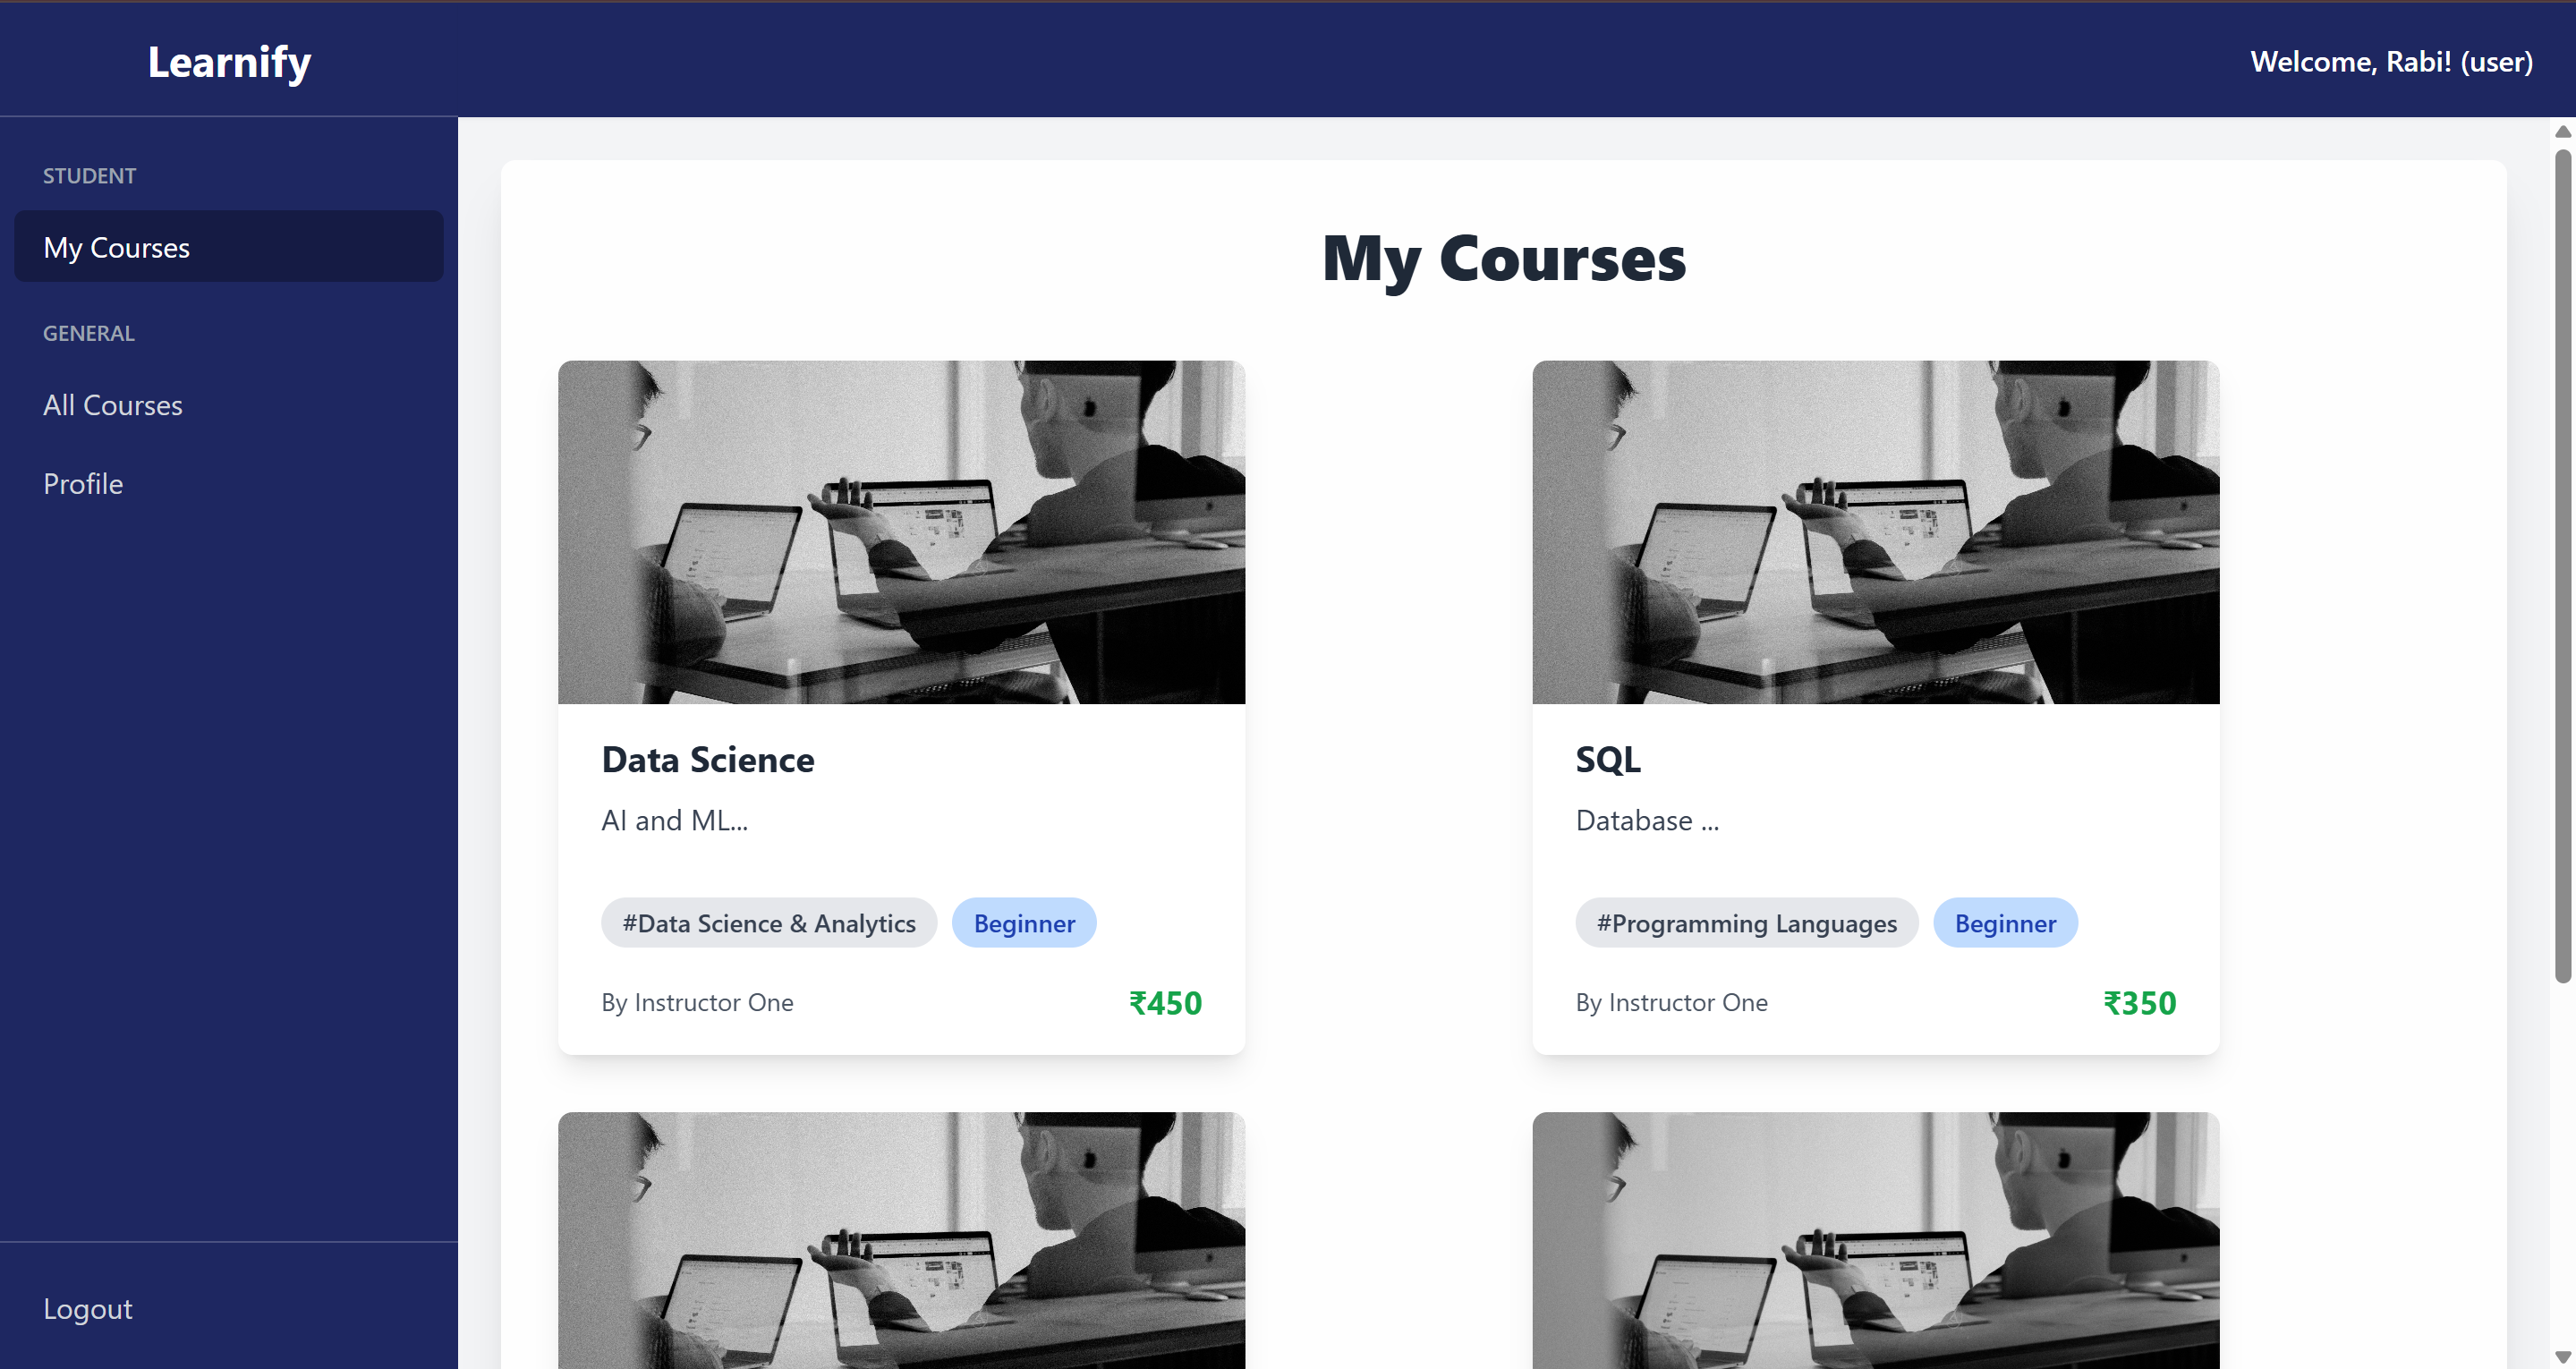 Learnify
Welcome, Rabi! (user)
STUDENT
My Courses
GENERAL
All Courses
Profile
Logout
My Courses
Data Science
AI and ML...
#Data Science & Analytics Beginner
By Instructor One ₹450
SQL
Database ...
#Programming Languages Beginner
By Instructor One ₹350